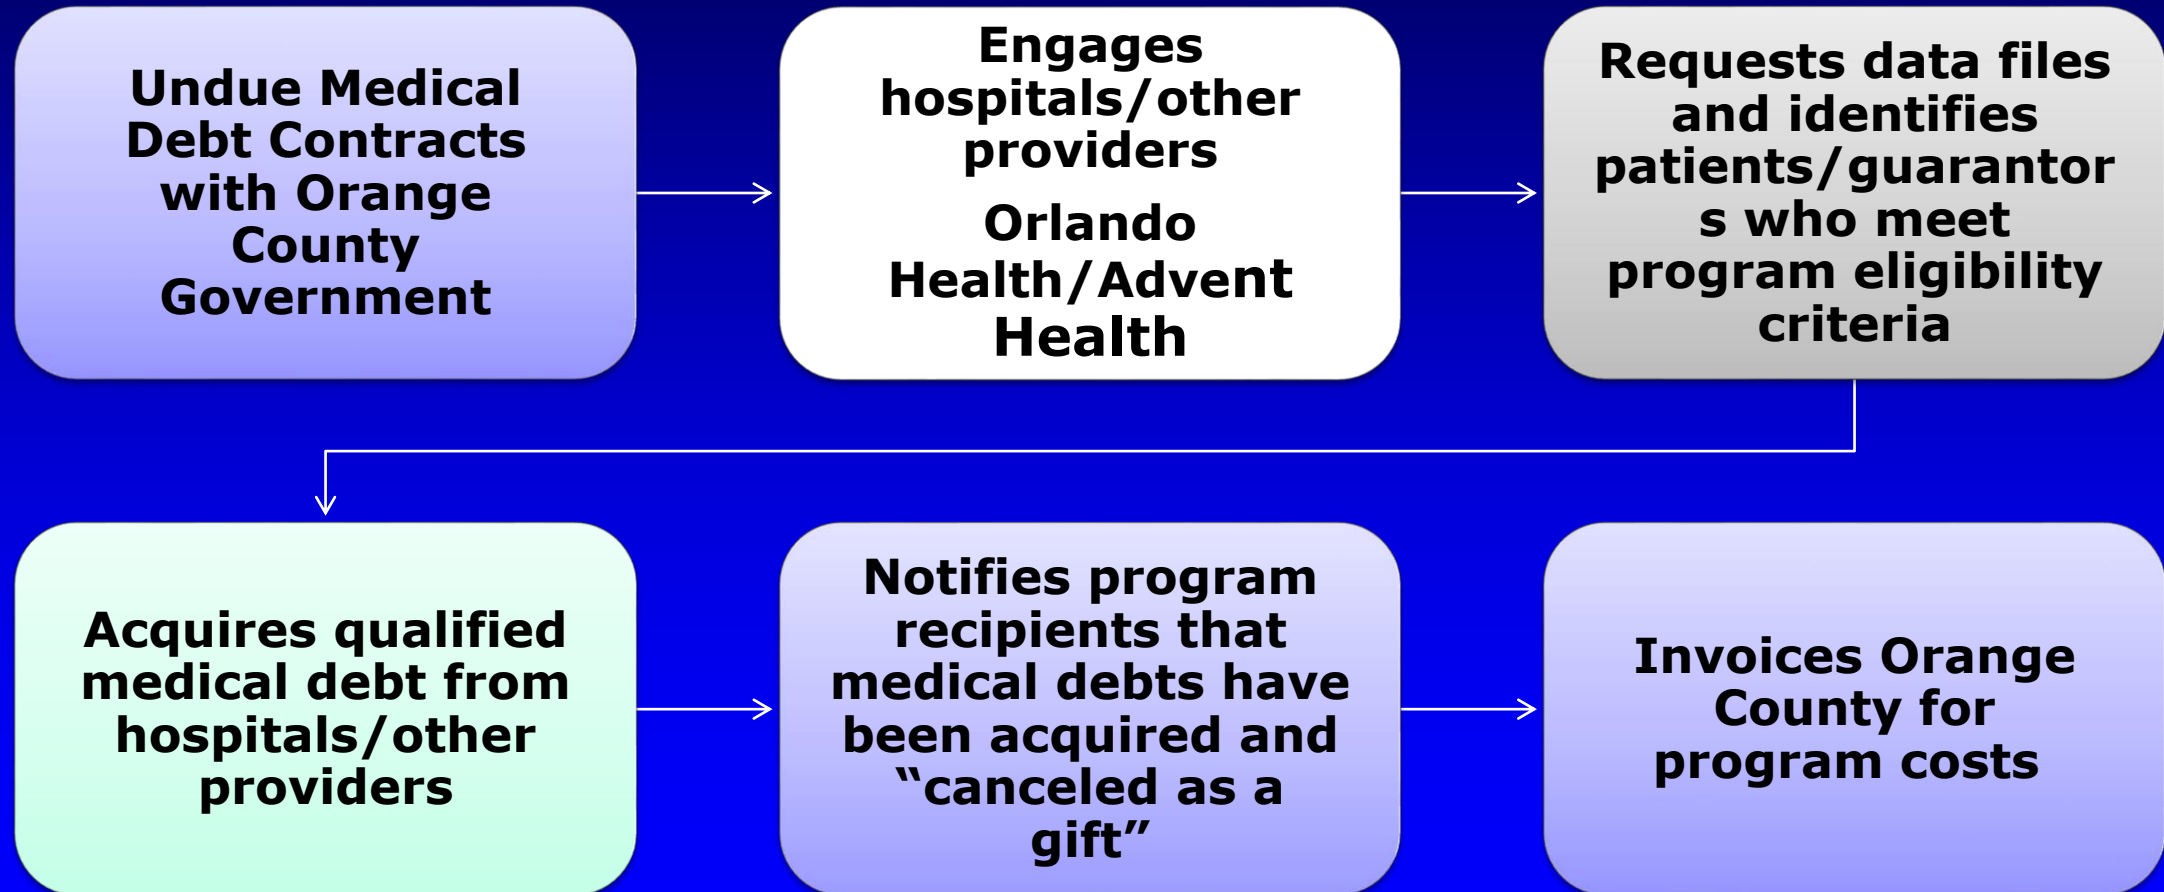 Undue Medical
Debt Contracts
with Orange
County
Government
Engages
hospitals/other
providers
Orlando
Health/Advent
Health
Requests data files
and identifies
patients/guarantor
s who meet
program eligibility
criteria
Acquires qualified
medical debt from
hospitals/other
providers
Notifies program
recipients that
medical debts have
been acquired and
“canceled as a
gift”
Invoices Orange
County for
program costs